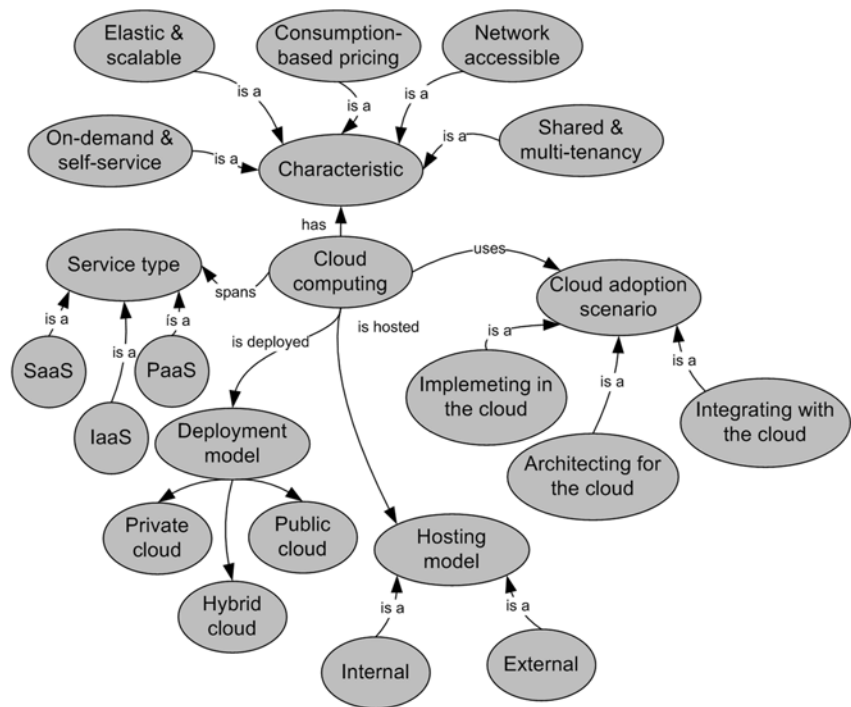 Elastic &
scalable
Consumption-
based pricing
Network
accessible
is a
is a
is a
On-demand &
self-service
is a
Characteristic
is a
Shared &
multi-tenancy
has
Service type
spans
Cloud
computing
uses
Cloud adoption
scenario
is a
is a
is a
SaaS
PaaS
IaaS
is deployed
is hosted
is a
is a
is a
Implemeting in
the cloud
Integrating with
the cloud
Architecting for
the cloud
Deployment
model
Private
cloud
Public
cloud
Hybrid
cloud
Hosting
model
is a
is a
Internal
External